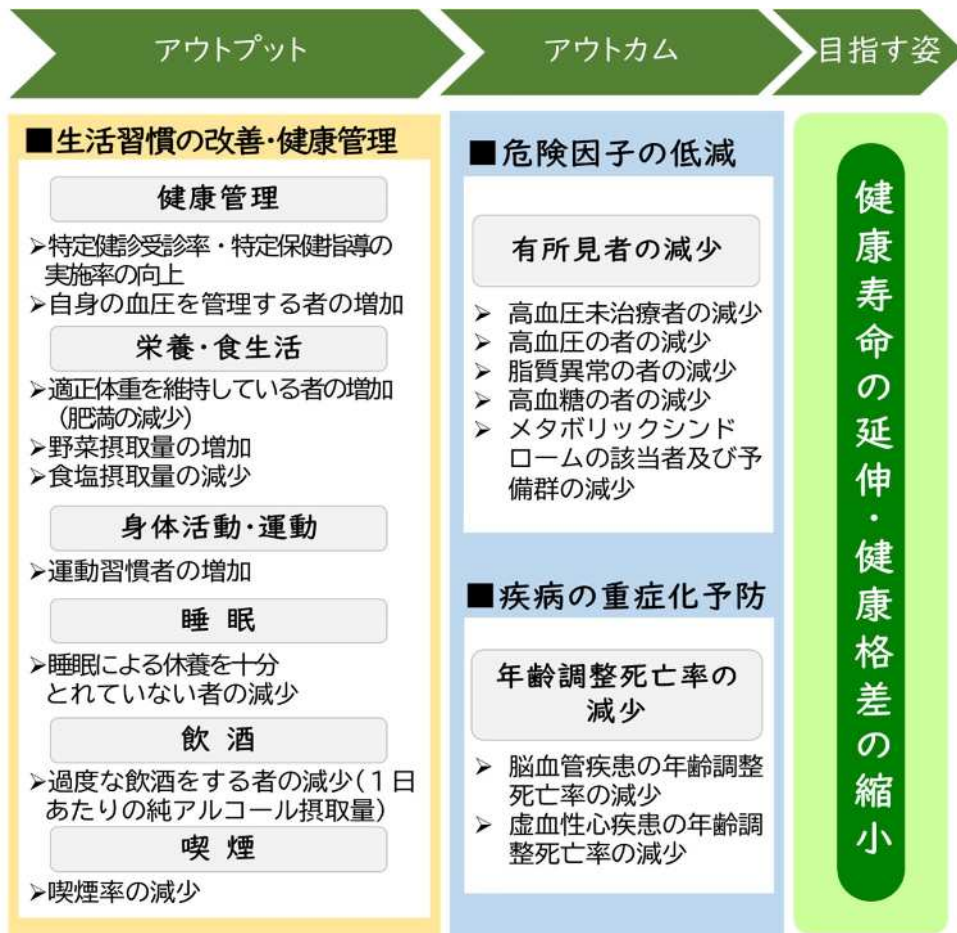 アウトプット
アウトカム
目指す姿
■生活習慣の改善･健康管理
健康管理
➢特定健診受診率・特定保健指導の
実施率の向上
➢自身の血圧を管理する者の増加
栄養･食生活
➢適正体重を維持している者の増加
（肥満の減少）
➢野菜摂取量の増加
➢食塩摂取量の減少
身体活動･運動
➢運動習慣者の増加
睡 眠
➢睡眠による休養を十分
とれていない者の減少
飲 酒
➢過度な飲酒をする者の減少(１日
あたりの純アルコール摂取量）
喫 煙
➢喫煙率の減少
■危険因子の低減
有所見者の減少
➢ 高血圧未治療者の減少
➢ 高血圧の者の減少
➢ 脂質異常の者の減少
➢ 高血糖の者の減少
➢ メタボリックシンド
ロームの該当者及び予
備群の減少
■疾病の重症化予防
年齢調整死亡率の
減少
➢ 脳血管疾患の年齢調整
死亡率の減少
➢ 虚血性心疾患の年齢調
整死亡率の減少
健康寿命の延伸･健康格差の縮小